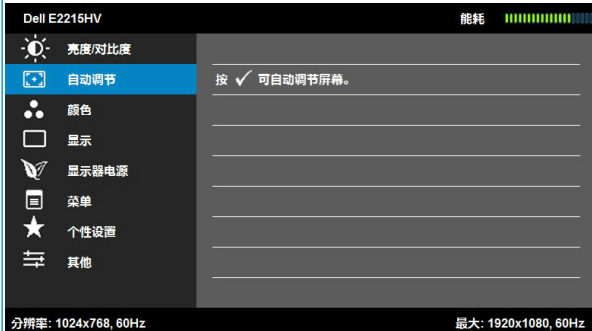 Dell E2215HV 能耗
亮度/对比度
自动调节
按 ✓ 可自动调节屏幕。
颜色
显示
显示器电源
菜单
个性设置
其他
分辨率: 1024x768, 60Hz 最大: 1920x1080, 60Hz